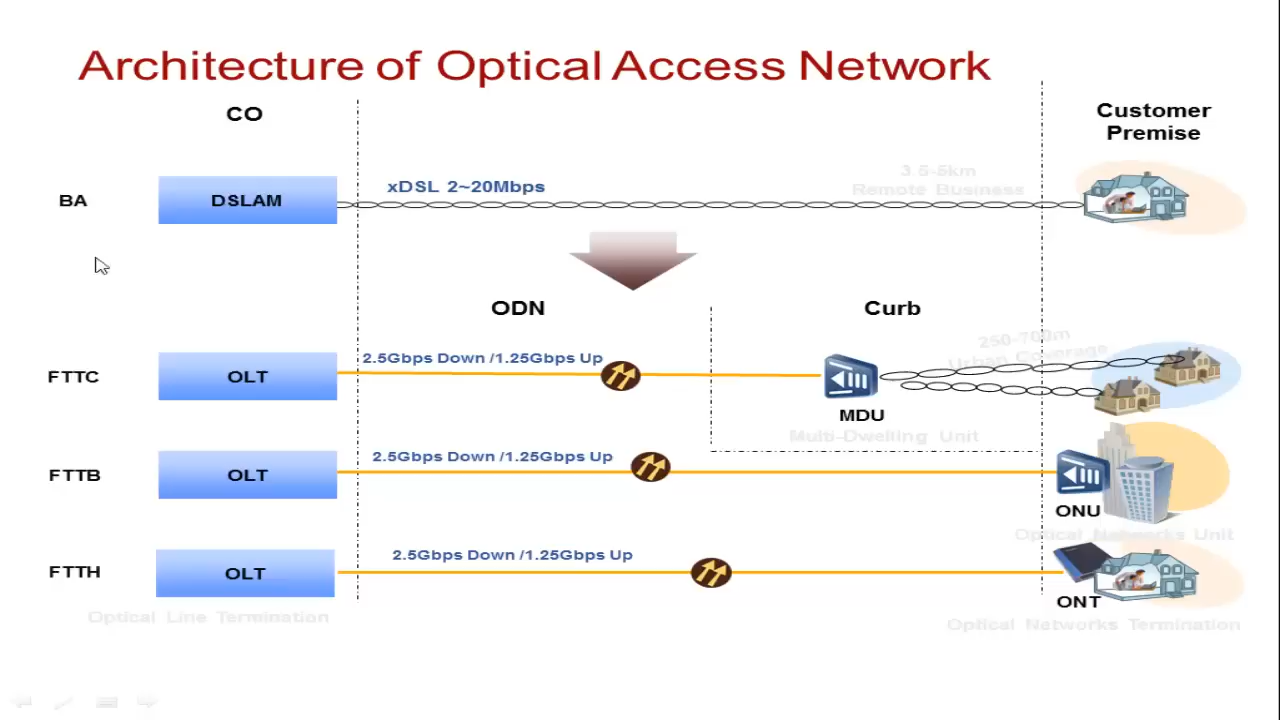 Architecture of Optical Access Network
CO
Customer
Premise
BA
DSLAM
xDSL 2~20Mbps
3.5-5km
Remote Business
ODN
Curb
FTTC
OLT
2.5Gbps Down /1.25Gbps Up
250-700m
Urban Coverage
MDU
Multi-Dwelling Unit
FTTB
OLT
2.5Gbps Down /1.25Gbps Up
ONU
Optical Networks Unit
FTTH
OLT
2.5Gbps Down /1.25Gbps Up
ONT
Optical Line Termination
Optical Networks Termination